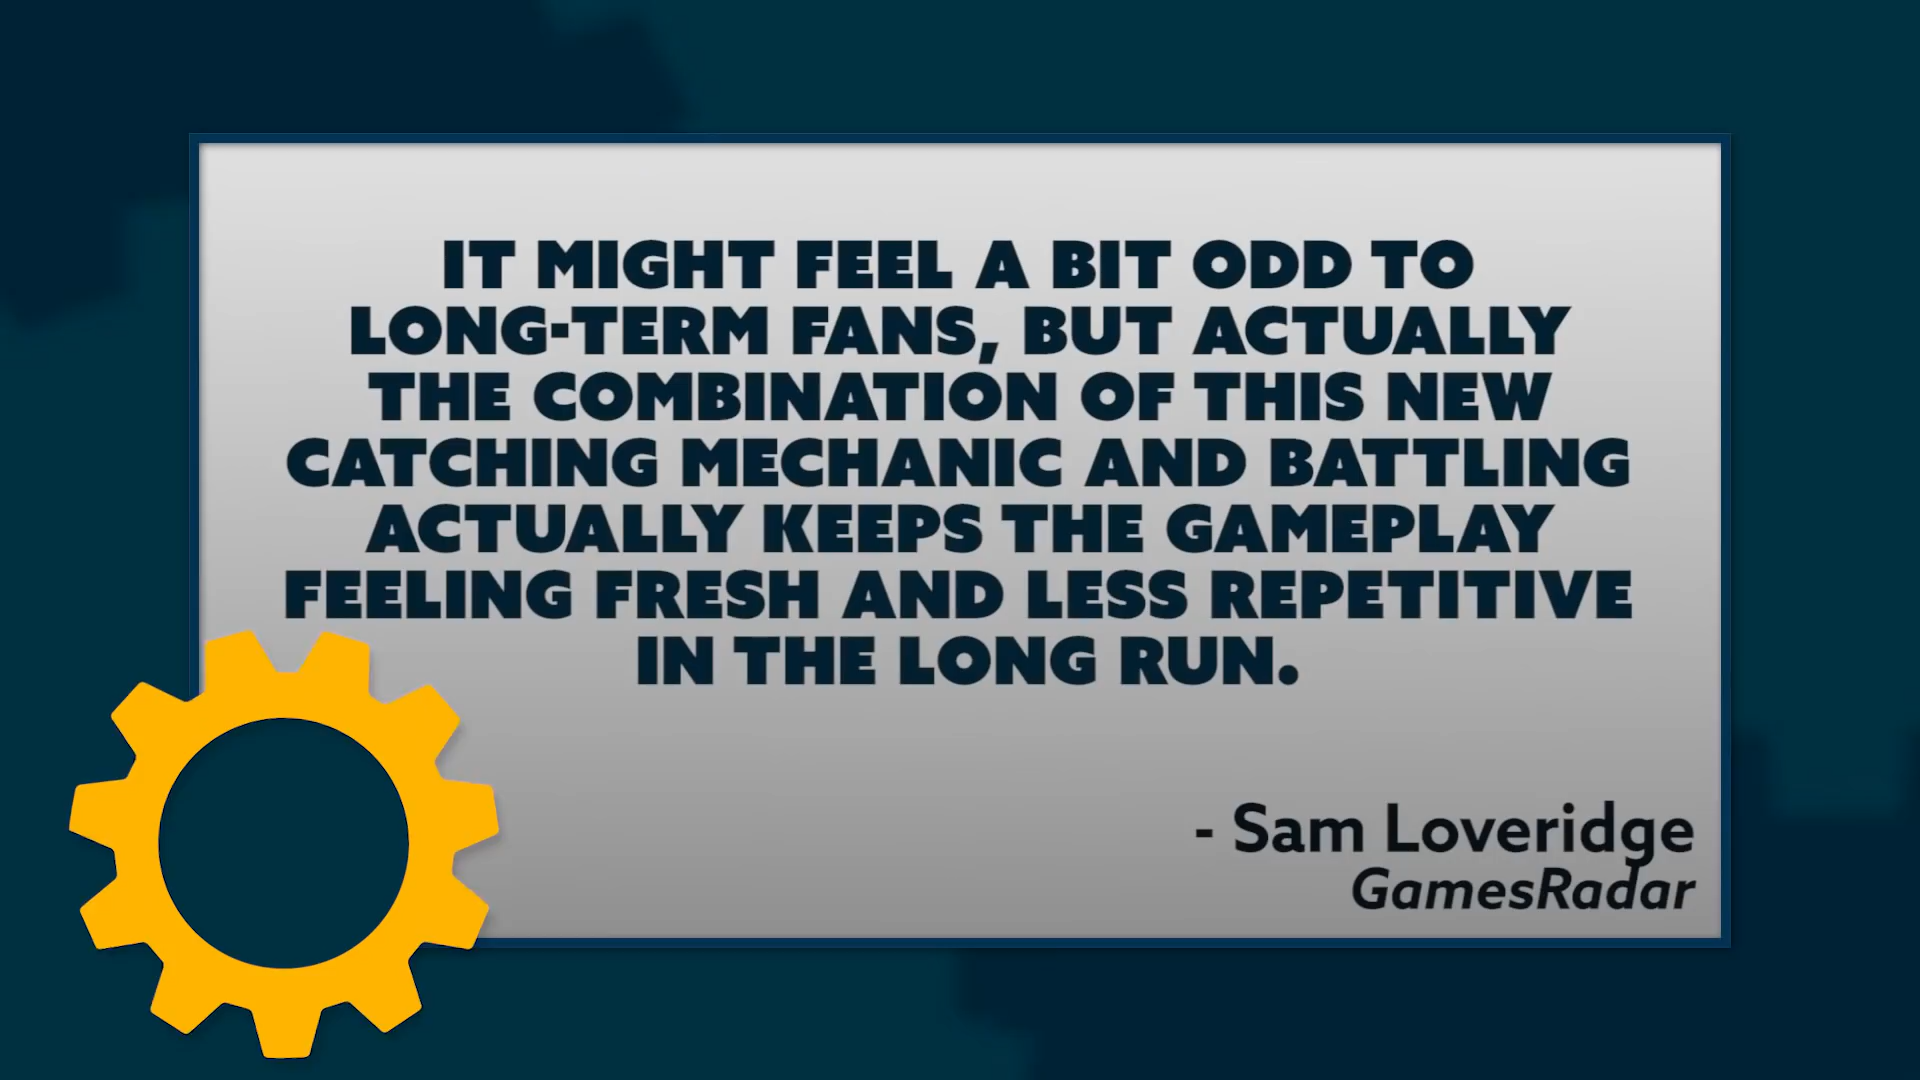 IT MIGHT FEEL A BIT ODD TO
LONG-TERM FANS, BUT ACTUALLY
THE COMBINATION OF THIS NEW
CATCHING MECHANIC AND BATTLING
ACTUALLY KEEPS THE GAMEPLAY
FEELING FRESH AND LESS REPETITIVE
IN THE LONG RUN.
- Sam Loveridge
GamesRadar